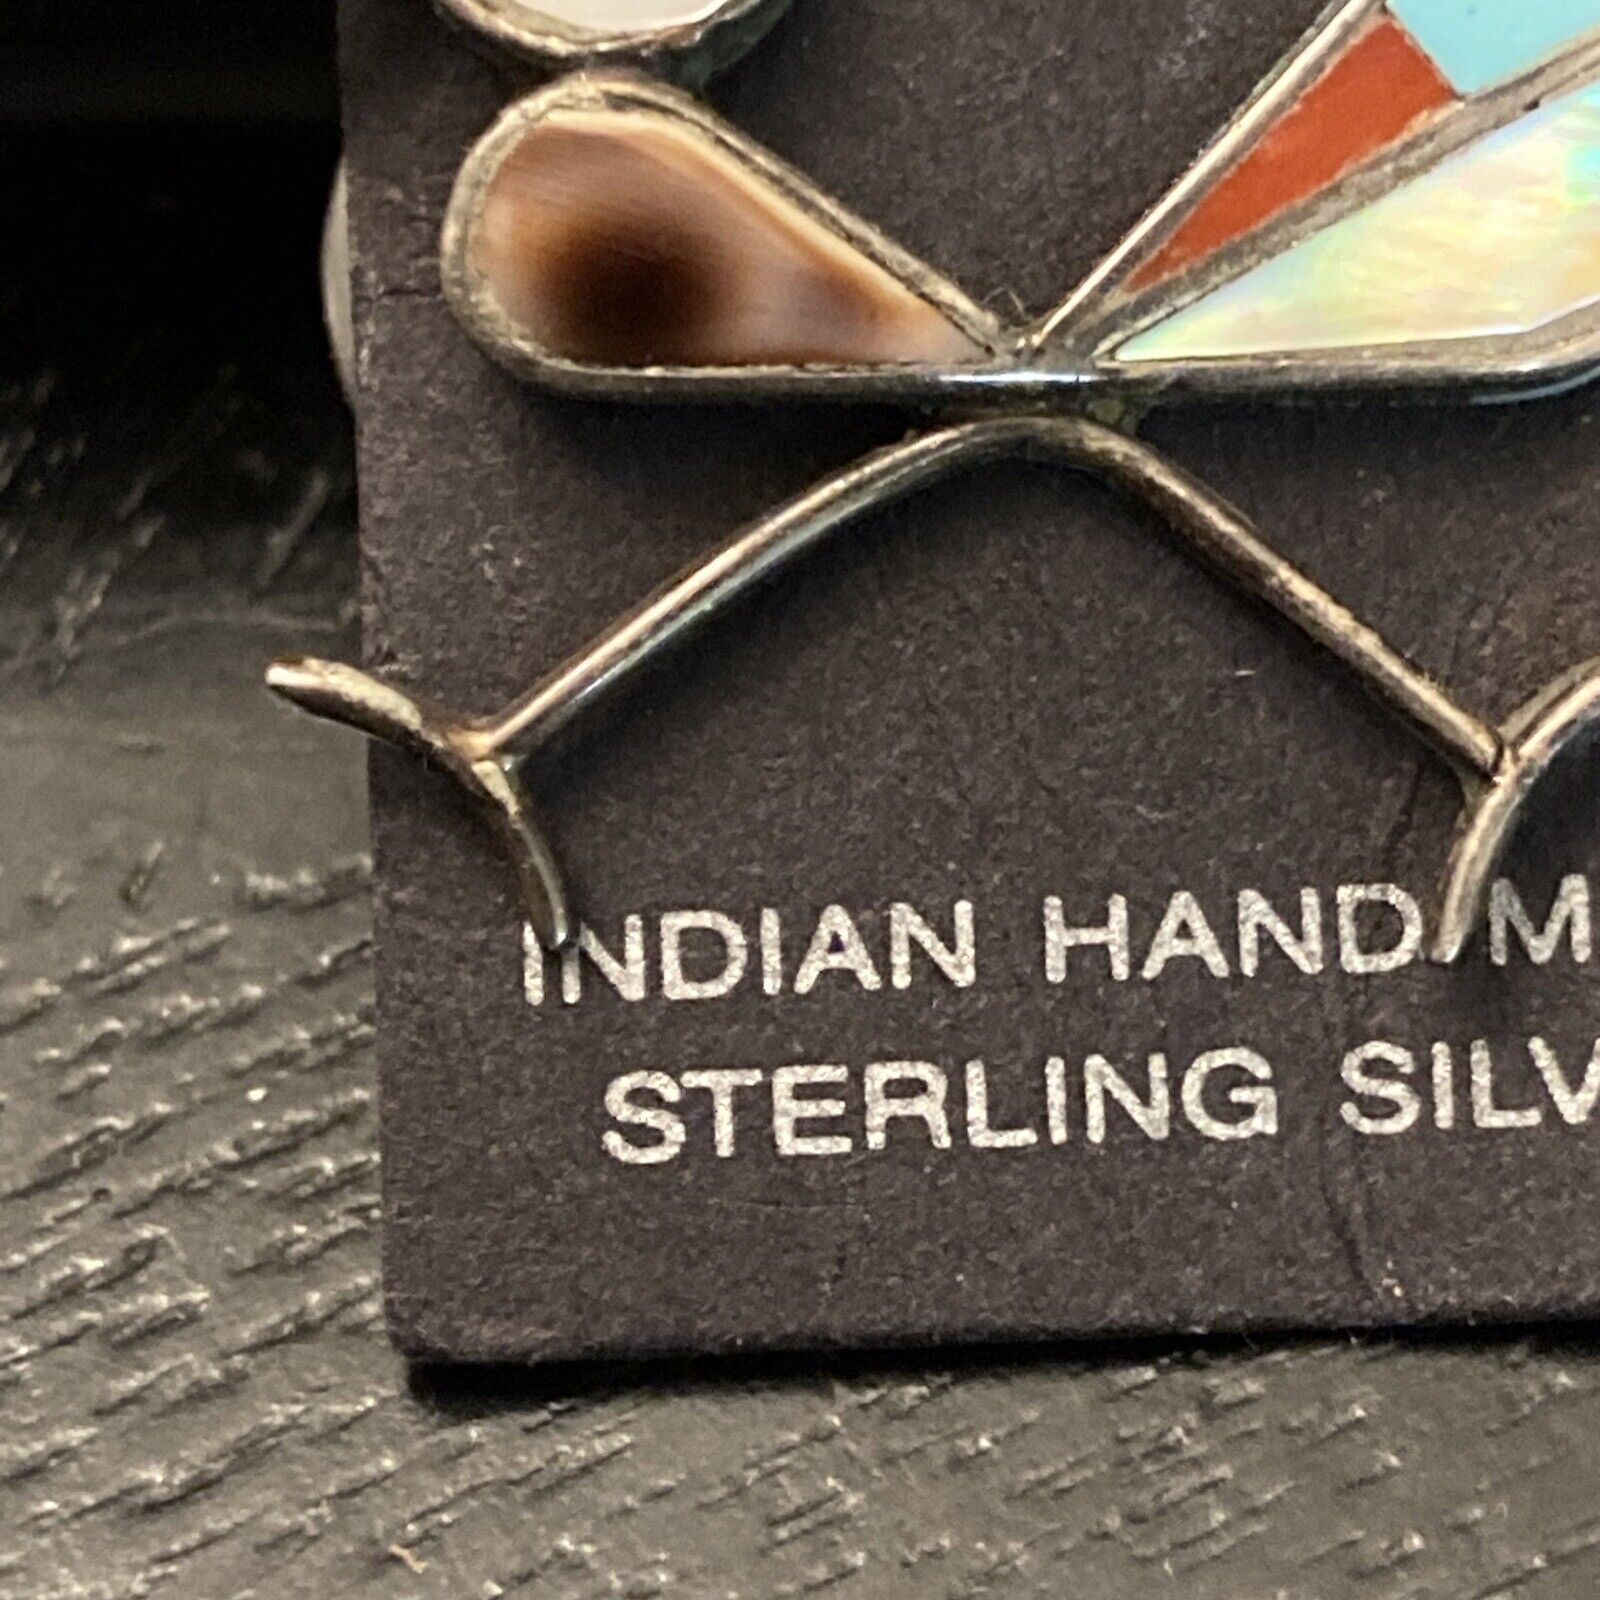 INDIAN HAND M
STERLING SILV